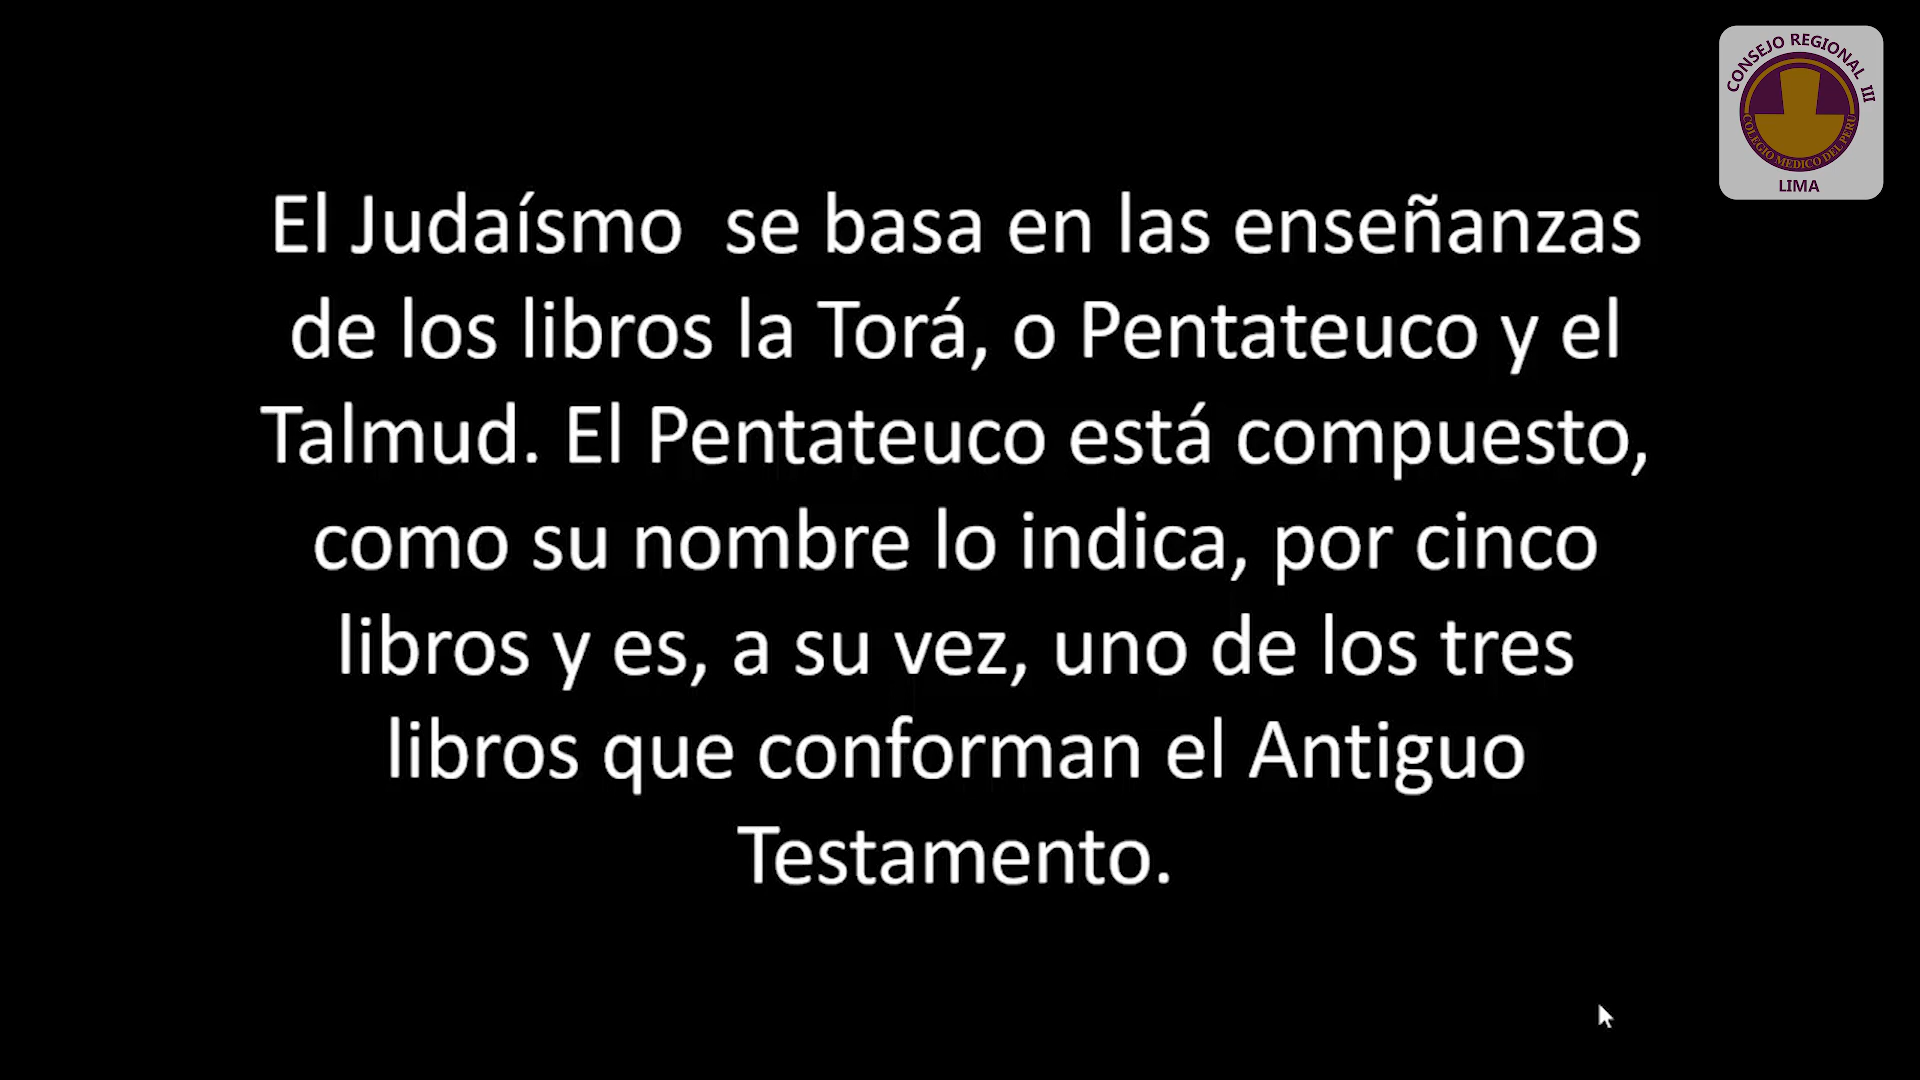 CONSEJO REGIONAL III
COLEGIO MEDICO DEL PERU
LIMA
El Judaísmo  se basa en las enseñanzas
de los libros la Torá, o Pentateuco y el
Talmud. El Pentateuco está compuesto,
como su nombre lo indica, por cinco
libros y es, a su vez, uno de los tres
libros que conforman el Antiguo
Testamento.